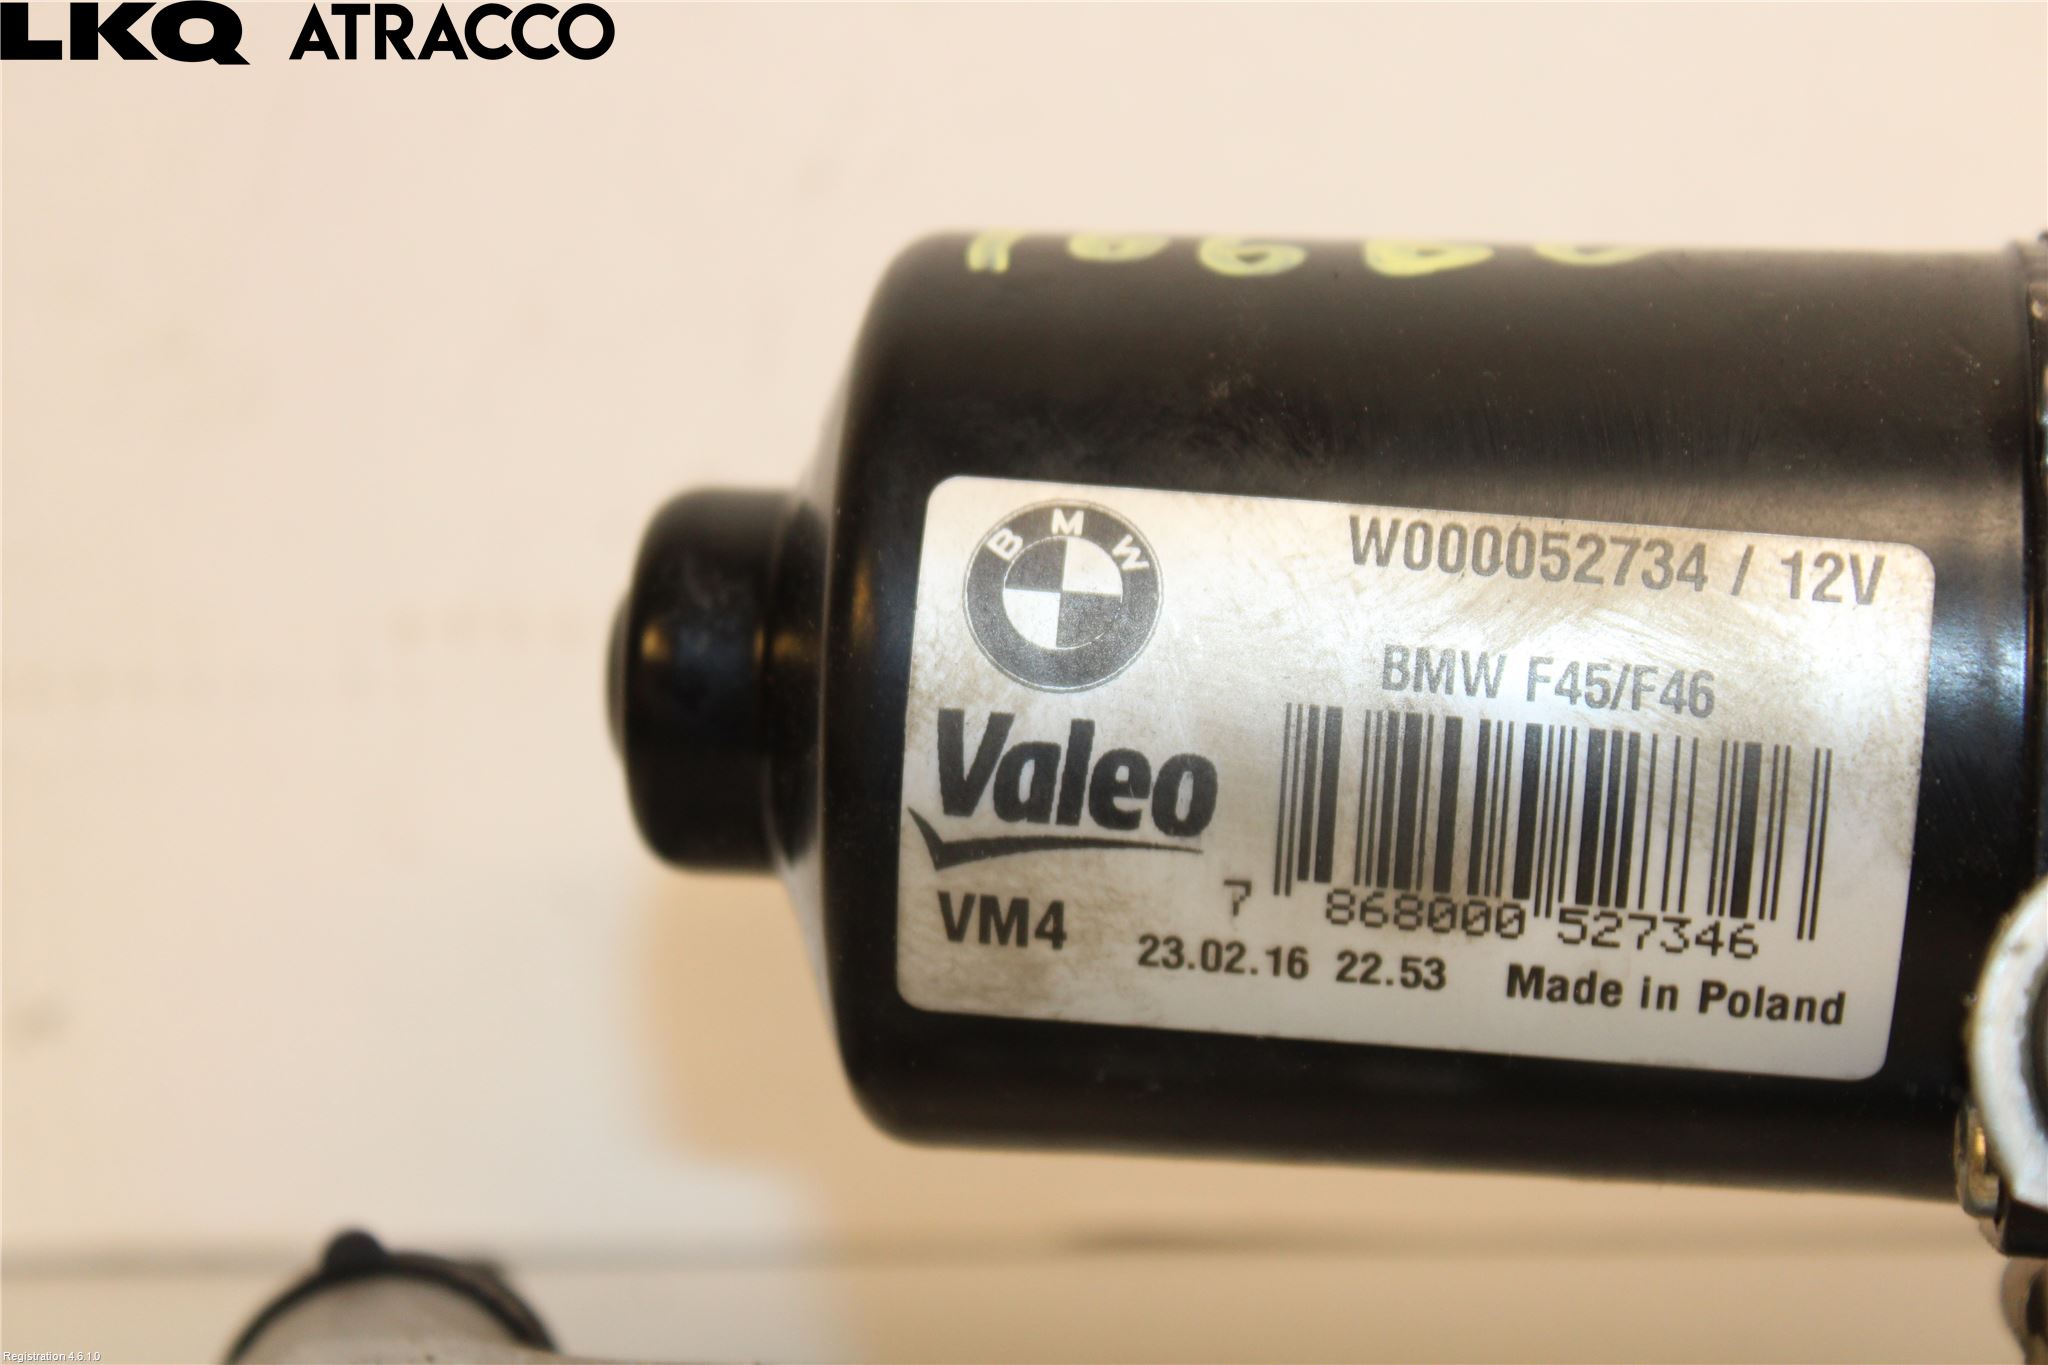 LKQ ATRACCO
BMW
W000052734 / 12V
BMW F45/F46
Valeo
7 868000 527346
VM4
23.02.16 22.53 Made in Poland
Registration 4.6.1.0